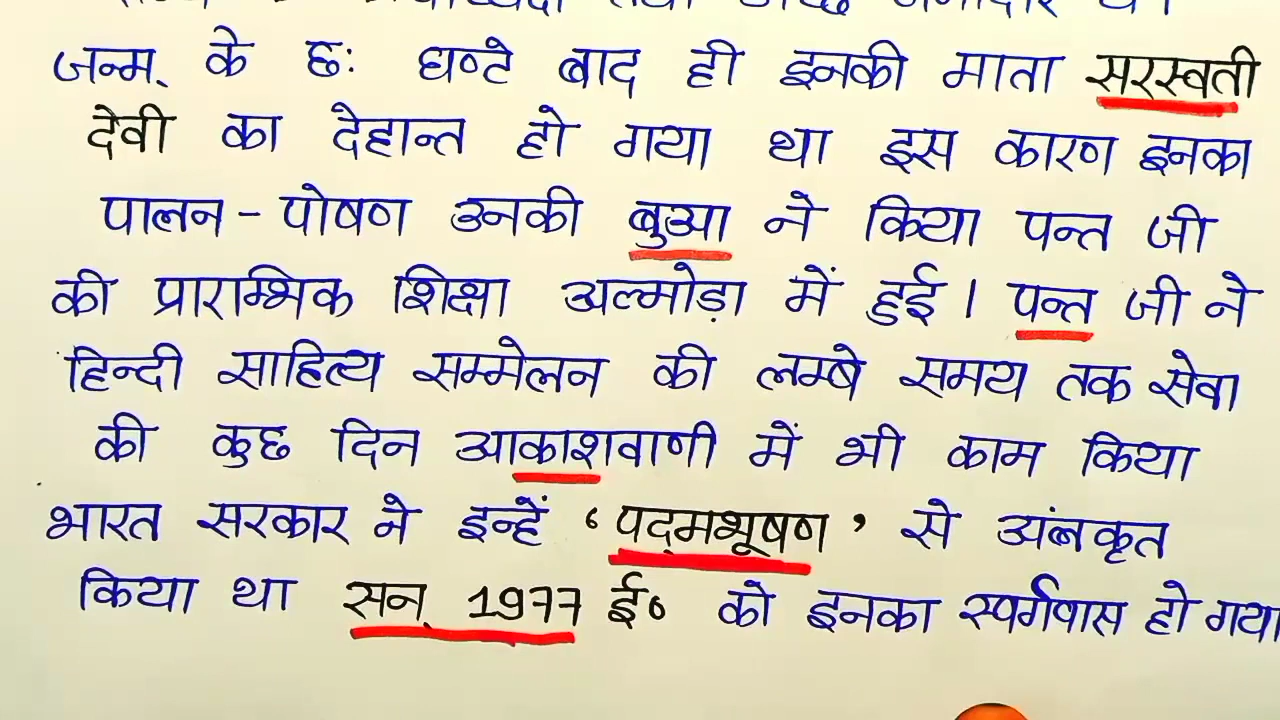 जन्म के छः घण्टे बाद ही इनकी माता सरस्वती
देवी का देहान्त हो गया था इस कारण इनका
पालन - पोषण उनकी बुआ ने किया पन्त जी
की प्रारम्भिक शिक्षा अल्मोड़ा में हुई। पन्त जी ने
हिन्दी साहित्य सम्मेलन की लम्बे समय तक सेवा
की कुछ दिन आकाशवाणी में भी काम किया
भारत सरकार ने इन्हें ‘पद्मभूषण’ से अंलकृत
किया था सन् 1977 ई० को इनका स्वर्गवास हो गया